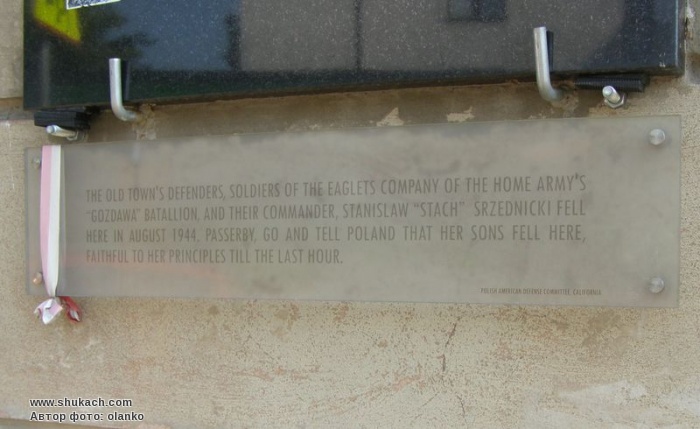 THE OLD TOWN'S DEFENDERS, SOLDIERS OF THE EAGLETS COMPANY OF THE HOME ARMY'S
"GOZDAWA" BATALLION, AND THEIR COMMANDER, STANISLAW "STACH" SRZEDNICKI FELL
HERE IN AUGUST 1944. PASSERBY, GO AND TELL POLAND THAT HER SONS FELL HERE,
FAITHFUL TO HER PRINCIPLES TILL THE LAST HOUR.
POLISH AMERICAN DEFENSE COMMITTEE, CALIFORNIA
www.shukach.com
Автор фото: olanko